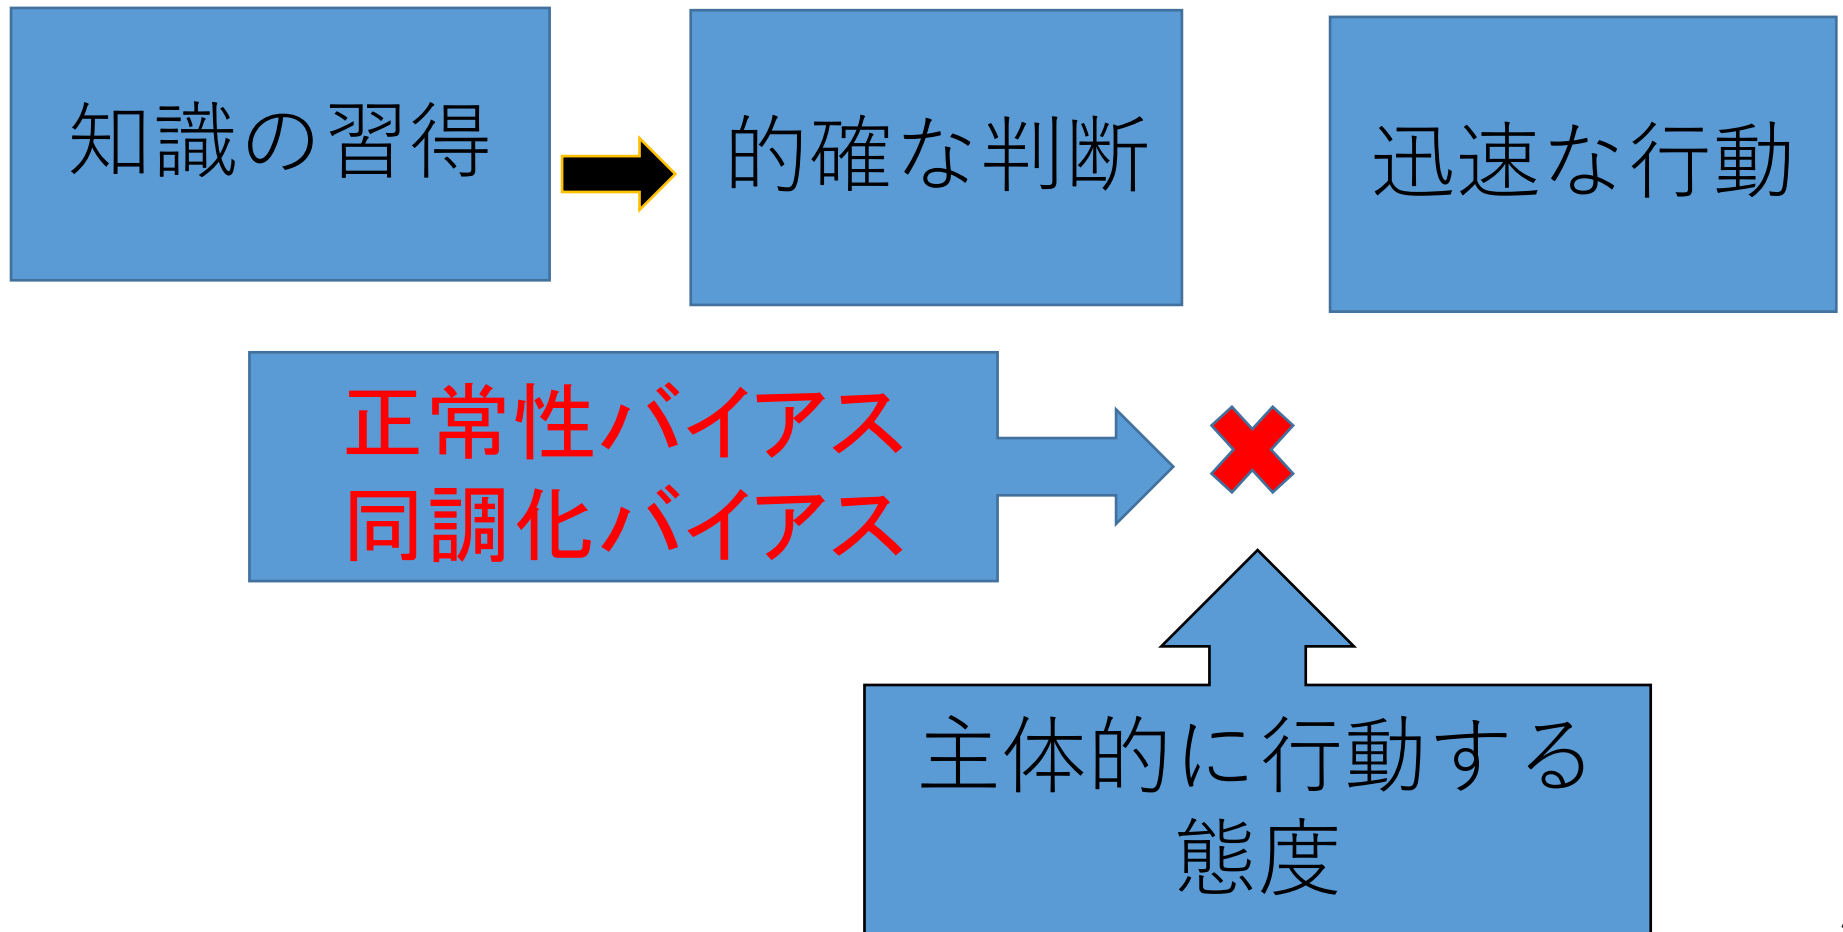 知識の習得
的確な判断
迅速な行動
正常性バイアス
同調化バイアス
主体的に行動する
態度